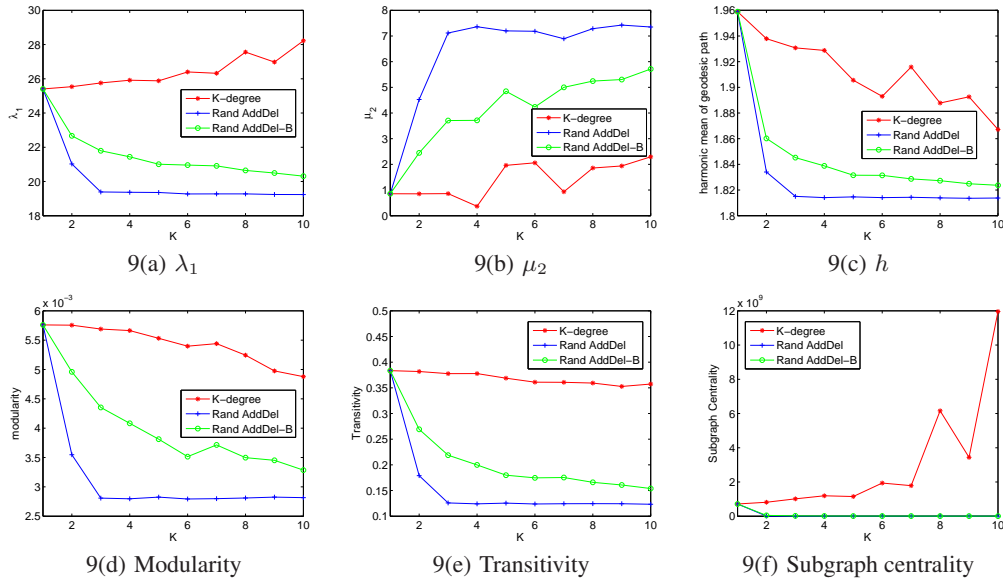 30
28
26
24
22
20
18
λ₁
2 4 6 8 10
K
K-degree
Rand AddDel
Rand AddDel-B
9(a) λ₁
8
7
6
5
4
3
2
1
0
μ₂
2 4 6 8 10
K
K-degree
Rand AddDel
Rand AddDel-B
9(b) μ₂
1.96
1.94
1.92
1.9
1.88
1.86
1.84
1.82
1.8
harmonic mean of geodesic path
2 4 6 8 10
K
K-degree
Rand AddDel
Rand AddDel-B
9(c) h
x 10⁻³
6
5.5
5
4.5
4
3.5
3
2.5
modularity
2 4 6 8 10
K
K-degree
Rand AddDel
Rand AddDel-B
9(d) Modularity
0.5
0.45
0.4
0.35
0.3
0.25
0.2
0.15
0.1
Transitivity
2 4 6 8 10
K
K-degree
Rand AddDel
Rand AddDel-B
9(e) Transitivity
x 10⁹
12
9
6
3
0
Subgraph Centrality
2 4 6 8 10
K
K-degree
Rand AddDel
Rand AddDel-B
9(f) Subgraph centrality